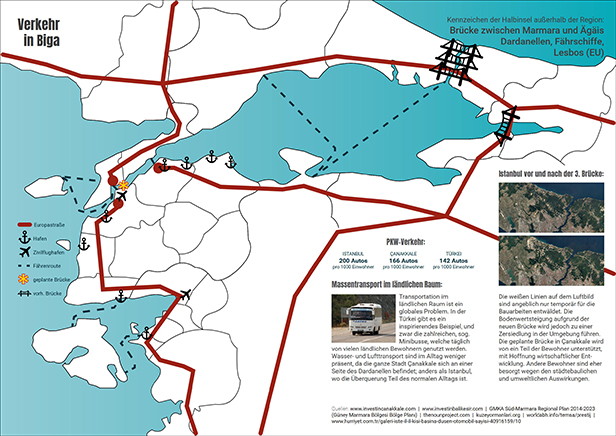 Verkehr
in Biga
Kennzeichen der Halbinsel außerhalb der Region:
Brücke zwischen Marmara und Ägäis
Dardanellen, Fährschiffe,
Lesbos (EU)
Europastraße
Hafen
Zivilflughafen
Fährenroute
geplante Brücke
vorh. Brücke
PKW-Verkehr:
ISTANBUL
200 Autos
pro 1000 Einwohner
ÇANAKKALE
166 Autos
pro 1000 Einwohner
TÜRKEI
142 Autos
pro 1000 Einwohner
Massentransport im ländlichen Raum:
Transportation im
ländlichen Raum ist ein
globales Problem. In der
Türkei gibt es ein
inspirierendes Beispiel, und
zwar die zahlreichen, sog.
Minibusse, welche täglich
von vielen ländlichen Bewohnern genutzt werden.
Wasser- und Lufttransport sind im Alltag weniger
präsent, da die ganze Stadt Çanakkale sich an einer
Seite des Dardanellen befindet; anders als Istanbul,
wo die Überquerung Teil des normalen Alltags ist.
Istanbul vor und nach der 3. Brücke:
Die weißen Linien auf dem Luftbild
sind angeblich nur temporär für die
Bauarbeiten entwaldet. Die
Bodenwertsteigung aufgrund der
neuen Brücke wird jedoch zu einer
Zersiedlung in der Umgebung führen.
Die geplante Brücke in Çanakkale wird
von ein Teil der Bewohner unterstützt,
mit Hoffnung wirtschaftlicher Ent-
wicklung. Andere Bewohner sind eher
besorgt wegen den städtebaulichen
und umweltlichen Auswirkungen.
Quellen: www.investincanakkale.com | www.investinbalikesir.com | GMKA Süd-Marmara Regional Plan 2014-2023
(Güney Marmara Bölgesi Bölge Planı) | thenounproject.com | kuzeyormanlari.org |worldabh.info/temsa/prestij |
www.hurriyet.com.tr/galeri-iste-il-il-kisi-basina-dusen-otomobil-sayisi-40916159/10